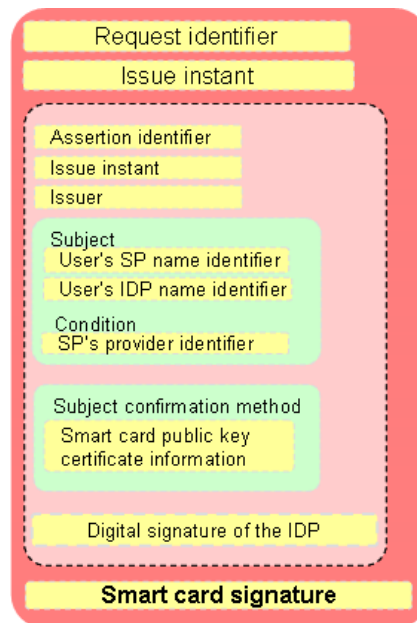 Request identifier
Issue instant
Assertion identifier
Issue instant
Issuer
Subject
User's SP name identifier
User's IDP name identifier
Condition
SP's provider identifier
Subject confirmation method
Smart card public key
certificate information
Digital signature of the IDP
Smart card signature